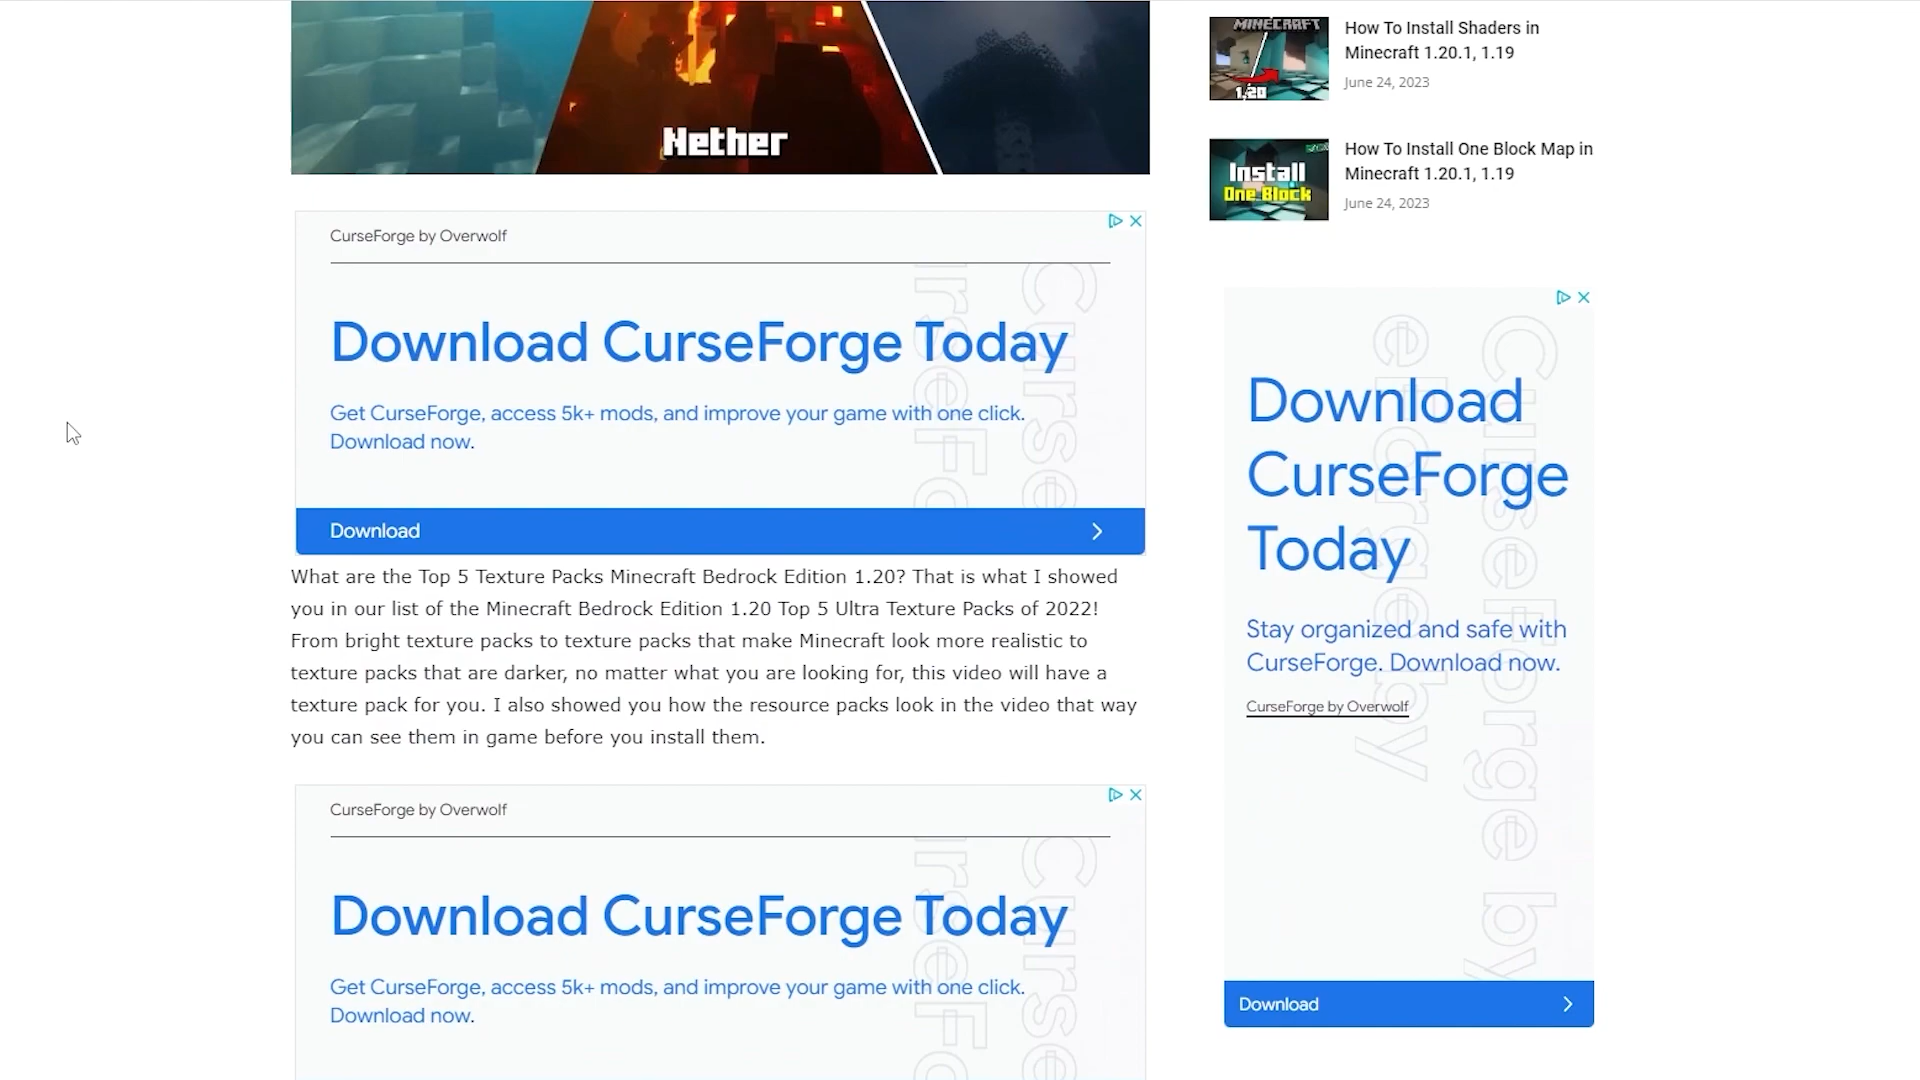 Nether
CurseForge by Overwolf
Download CurseForge Today
Get CurseForge, access 5k+ mods, and improve your game with one click.
Download now.
Download
What are the Top 5 Texture Packs Minecraft Bedrock Edition 1.20? That is what I showed
you in our list of the Minecraft Bedrock Edition 1.20 Top 5 Ultra Texture Packs of 2022!
From bright texture packs to texture packs that make Minecraft look more realistic to
texture packs that are darker, no matter what you are looking for, this video will have a
texture pack for you. I also showed you how the resource packs look in the video that way
you can see them in game before you install them.
CurseForge by Overwolf
Download CurseForge Today
Get CurseForge, access 5k+ mods, and improve your game with one click.
Download now.
MINECRAFT
1.20
How To Install Shaders in
Minecraft 1.20.1, 1.19
June 24, 2023
Install
One Block
How To Install One Block Map in
Minecraft 1.20.1, 1.19
June 24, 2023
Download
CurseForge
Today
Stay organized and safe with
CurseForge. Download now.
CurseForge by Overwolf
Download